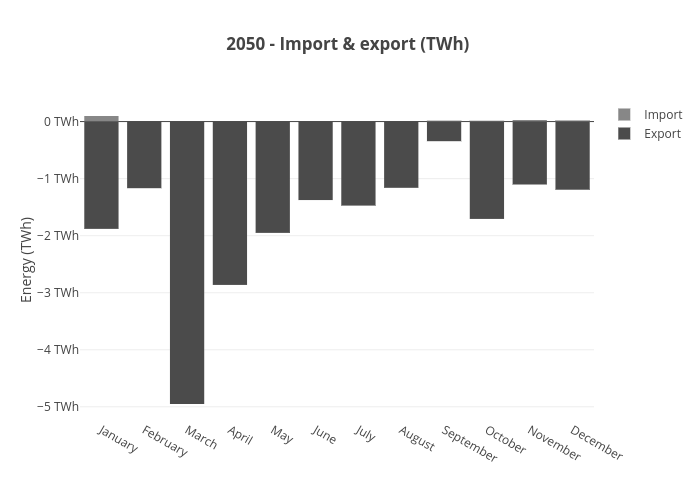 2050 - Import & export (TWh)
Import
Export
Energy (TWh)
0 TWh
−1 TWh
−2 TWh
−3 TWh
−4 TWh
−5 TWh
January
February
March
April
May
June
July
August
September
October
November
December